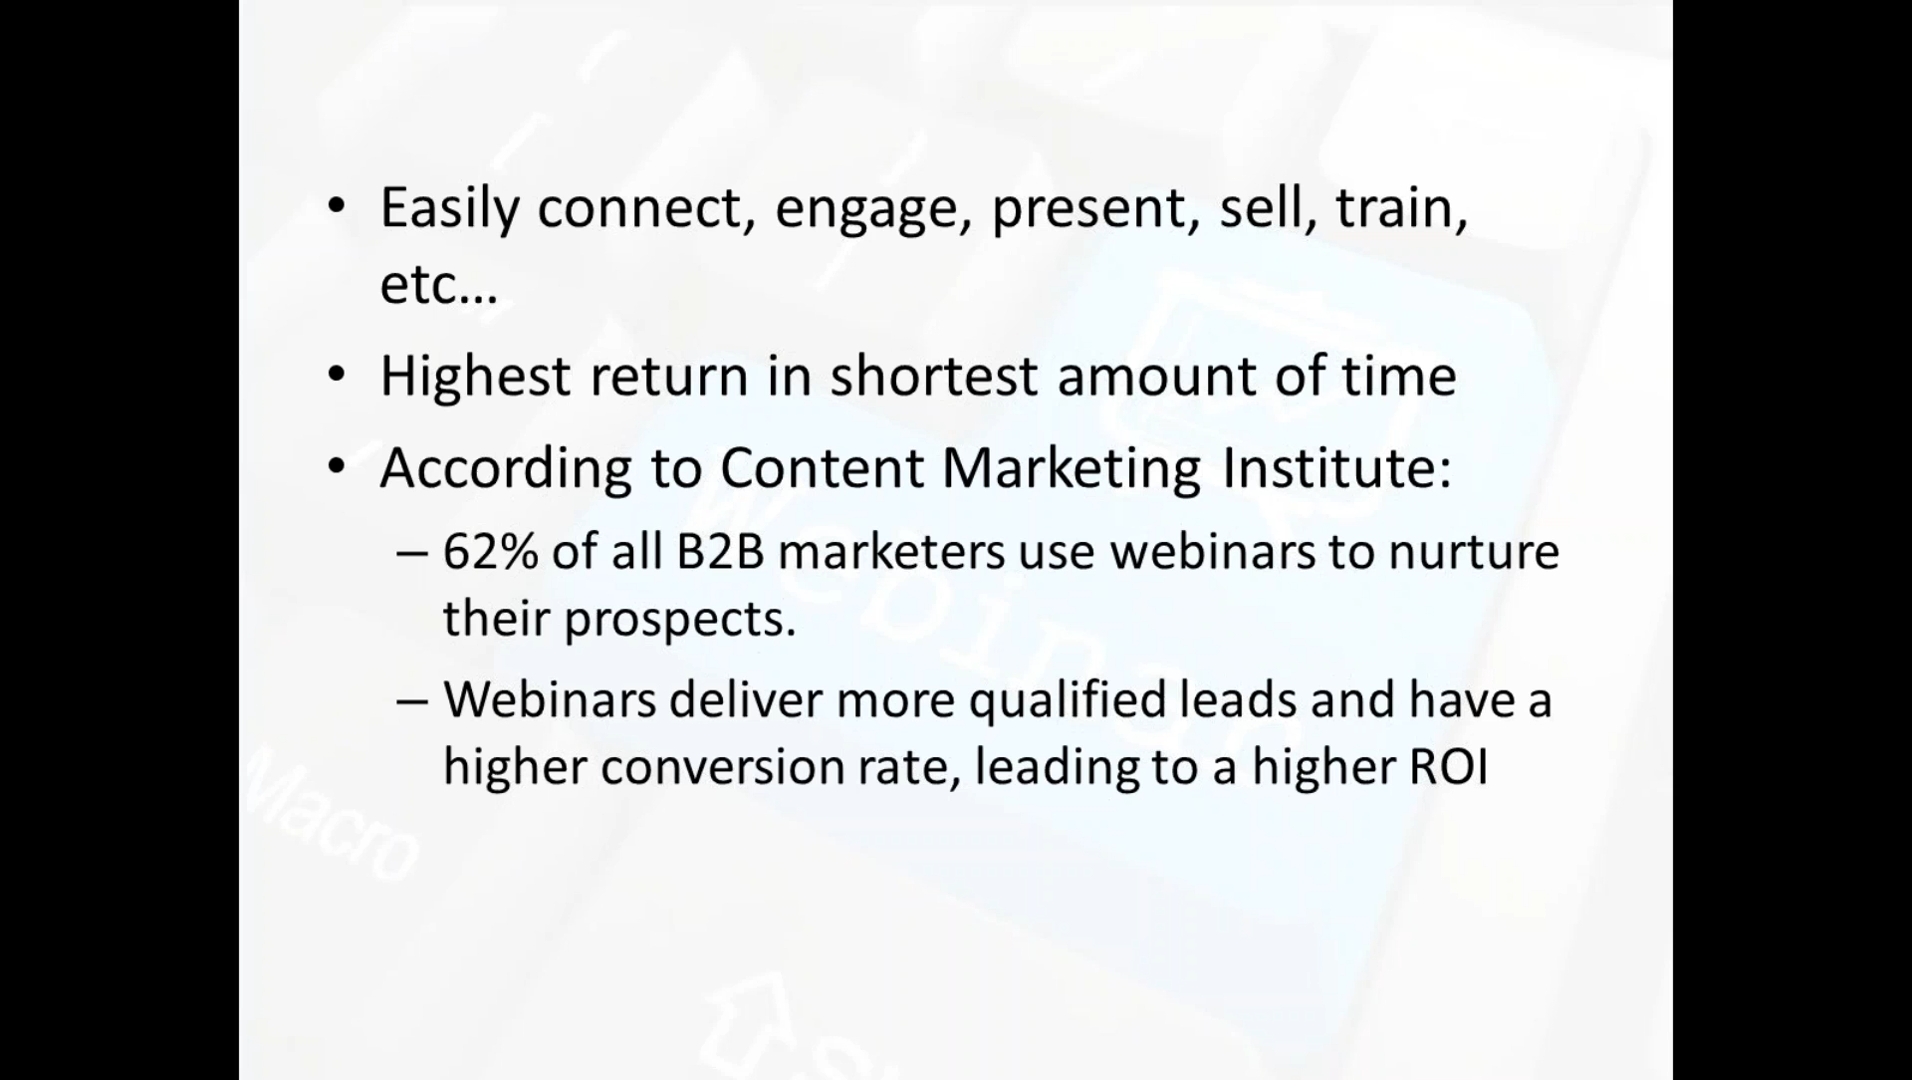 • Easily connect, engage, present, sell, train,
etc...
• Highest return in shortest amount of time
• According to Content Marketing Institute:
– 62% of all B2B marketers use webinars to nurture
their prospects.
– Webinars deliver more qualified leads and have a
higher conversion rate, leading to a higher ROI
Webinar
Macro